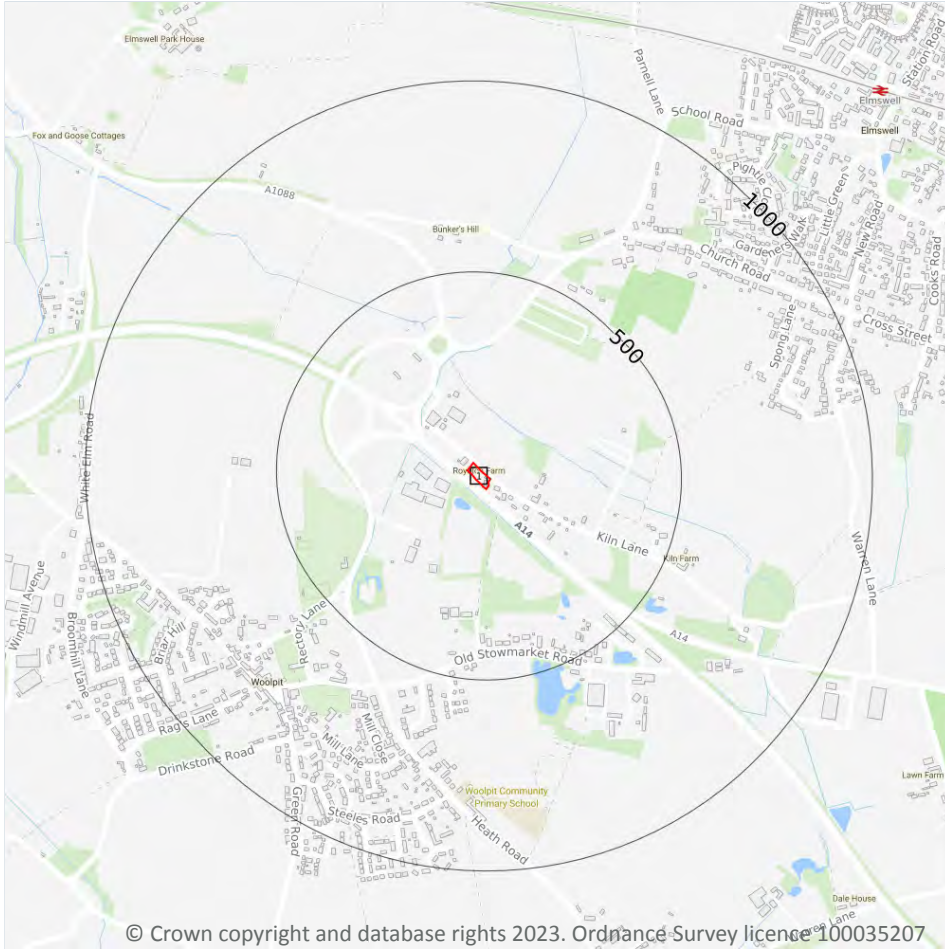 Elmswell Park House
Station Road
Parnell Lane
Elmswell
School Road
Elmswell
Fox and Goose Cottages
A1088
Little Green
1000
Bunker's Hill
Gardeners Walk
New Road
Church Road
Cooks Road
Cross Street
500
Spong Lane
White Elm Road
1
A14
Kiln Lane
Kiln Farm
Warren Lane
Windmill Avenue
Broomhill Lane
Briar Hill
Rectory Lane
A14
Old Stowmarket Road
Woolpit
Rags Lane
Mill Close
Mill Lane
Drinkstone Road
Woolpit Community
Primary School
Lawn Farm
Green Road
Steeles Road
Heath Road
Dale House
Warren Lane
© Crown copyright and database rights 2023. Ordnance Survey licence 100035207